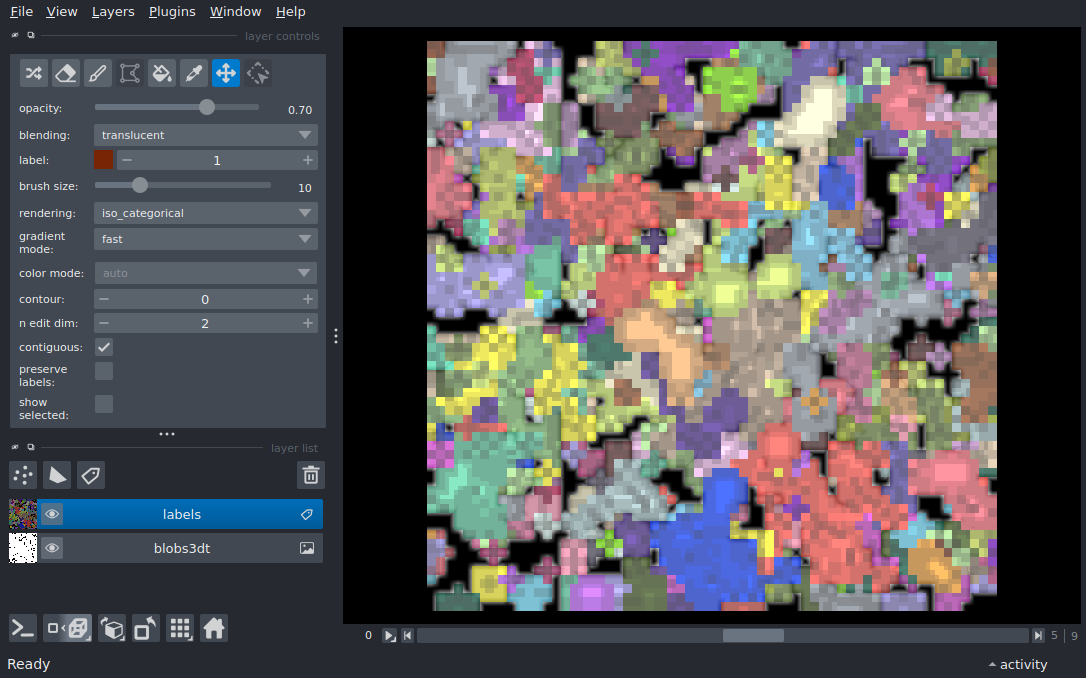 File View Layers Plugins Window Help
layer controls
opacity: 0.70
blending: translucent
label: 1
brush size: 10
rendering: iso_categorical
gradient
mode: fast
color mode: auto
contour: 0
n edit dim: 2
contiguous:
preserve
labels:
show
selected:
layer list
labels
blobs3dt
0 5 9
Ready activity